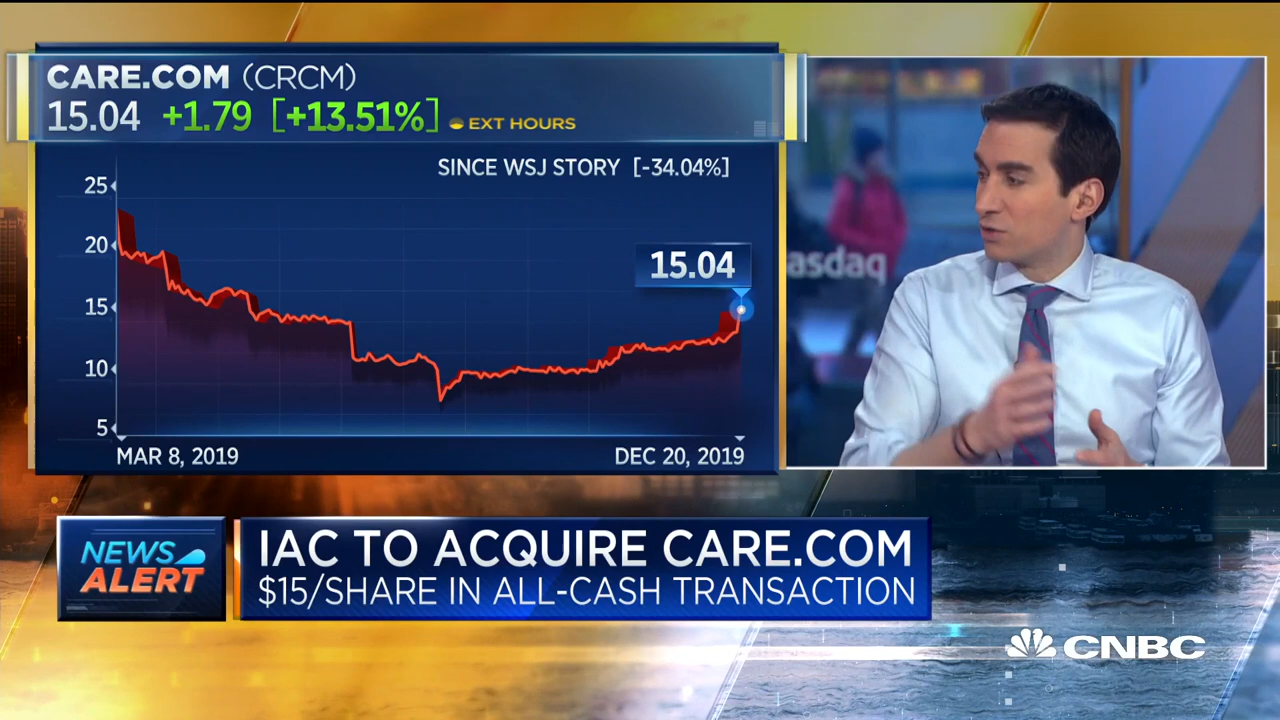 CARE.COM (CRCM)
15.04 +1.79 [+13.51%] EXT HOURS
SINCE WSJ STORY [-34.04%]
25
20
15
10
5
15.04
MAR 8, 2019 DEC 20, 2019
asdaq
NEWS
ALERT
IAC TO ACQUIRE CARE.COM
$15/SHARE IN ALL-CASH TRANSACTION
CNBC